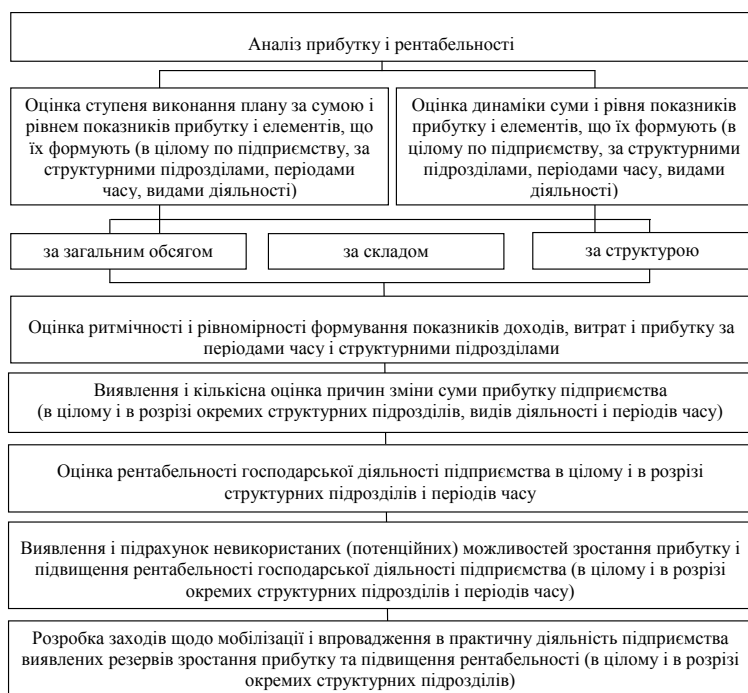 Аналіз прибутку і рентабельності
Оцінка ступеня виконання плану за сумою і
рівнем показників прибутку і елементів, що
їх формують (в цілому по підприємству, за
структурними підрозділами, періодами
часу, видами діяльності)
Оцінка динаміки суми і рівня показників
прибутку і елементів, що їх формують (в
цілому по підприємству, за структурними
підрозділами, періодами часу, видами
діяльності)
за загальним обсягом
за складом
за структурою
Оцінка ритмічності і рівномірності формування показників доходів, витрат і прибутку за
періодами часу і структурними підрозділами
Виявлення і кількісна оцінка причин зміни суми прибутку підприємства
(в цілому і в розрізі окремих структурних підрозділів, видів діяльності і періодів часу)
Оцінка рентабельності господарської діяльності підприємства в цілому і в розрізі
структурних підрозділів і періодів часу
Виявлення і підрахунок невикористаних (потенційних) можливостей зростання прибутку і
підвищення рентабельності господарської діяльності підприємства (в цілому і в розрізі
окремих структурних підрозділів і періодів часу)
Розробка заходів щодо мобілізації і впровадження в практичну діяльність підприємства
виявлених резервів зростання прибутку та підвищення рентабельності (в цілому і в розрізі
окремих структурних підрозділів)